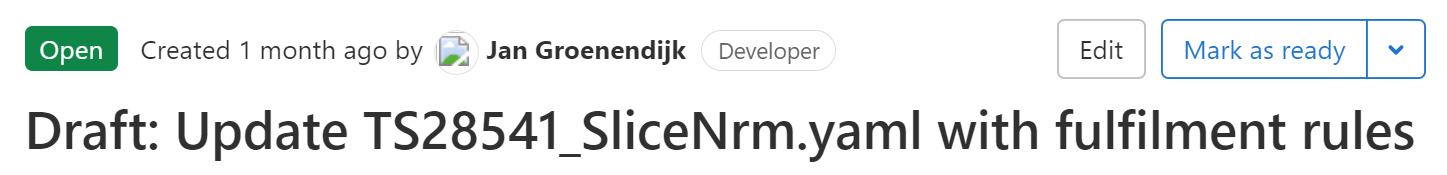 Open Created 1 month ago by Jan Groenendijk Developer Edit Mark as ready
Draft: Update TS28541_SliceNrm.yaml with fulfilment rules